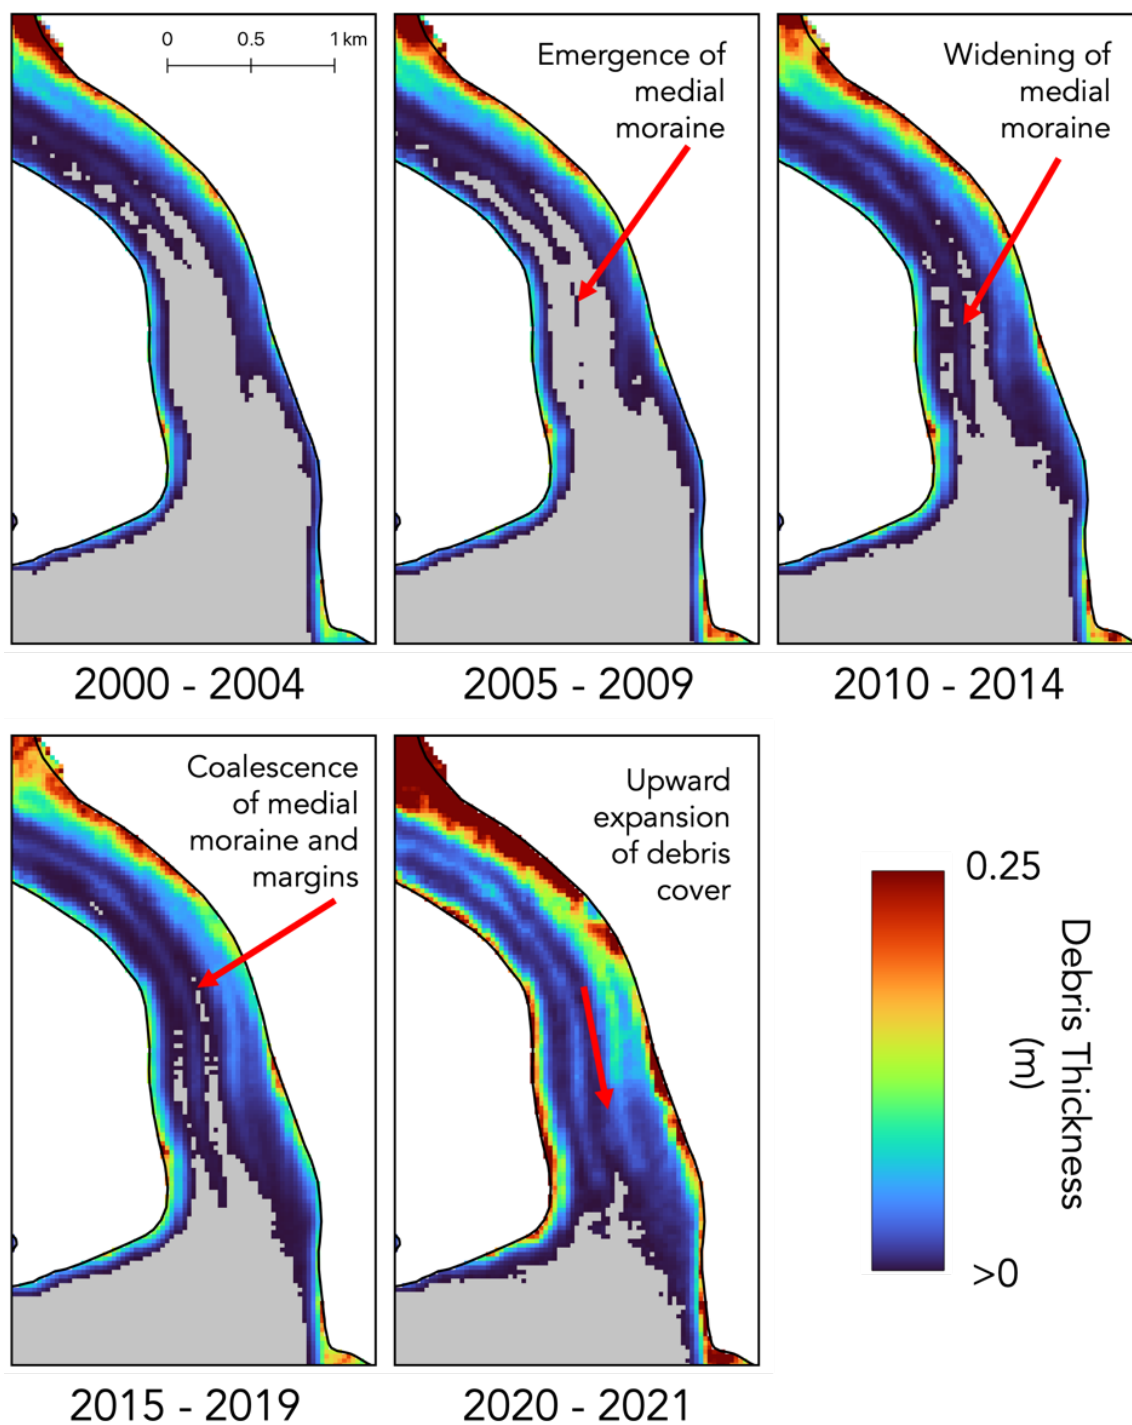 0 0.5 1 km
Emergence of
medial
moraine
Widening of
medial
moraine
2000 - 2004
2005 - 2009
2010 - 2014
Coalescence
of medial
moraine and
margins
Upward
expansion
of debris
cover
0.25
>0
Debris Thickness
(m)
2015 - 2019
2020 - 2021